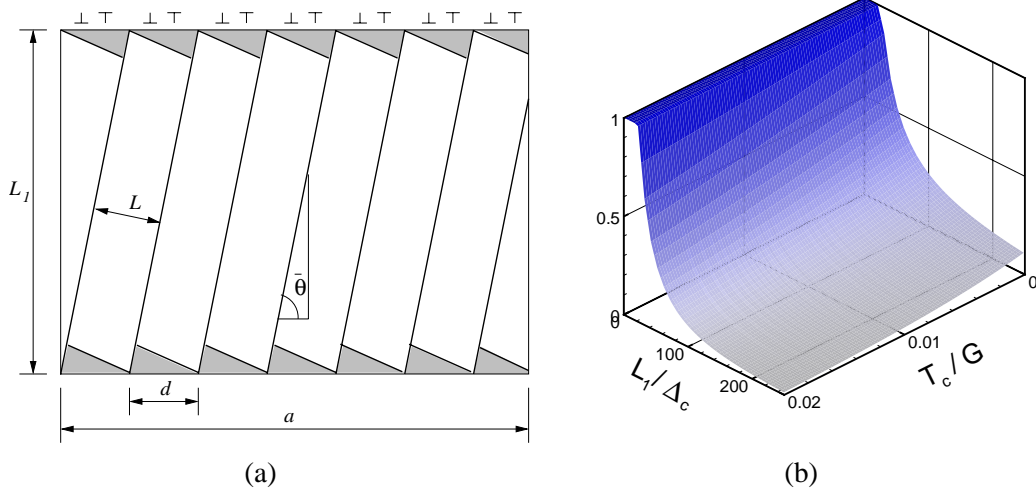 ⊥ ⊤ ⊥ ⊤ ⊥ ⊤ ⊥ ⊤ ⊥ ⊤ ⊥ ⊤ ⊥ ⊤
L1
L
θ̄
d
a
(a)
1
0.5
0
0
100
200
L1/Δc
0.02
0.01
0
Tc/G
(b)